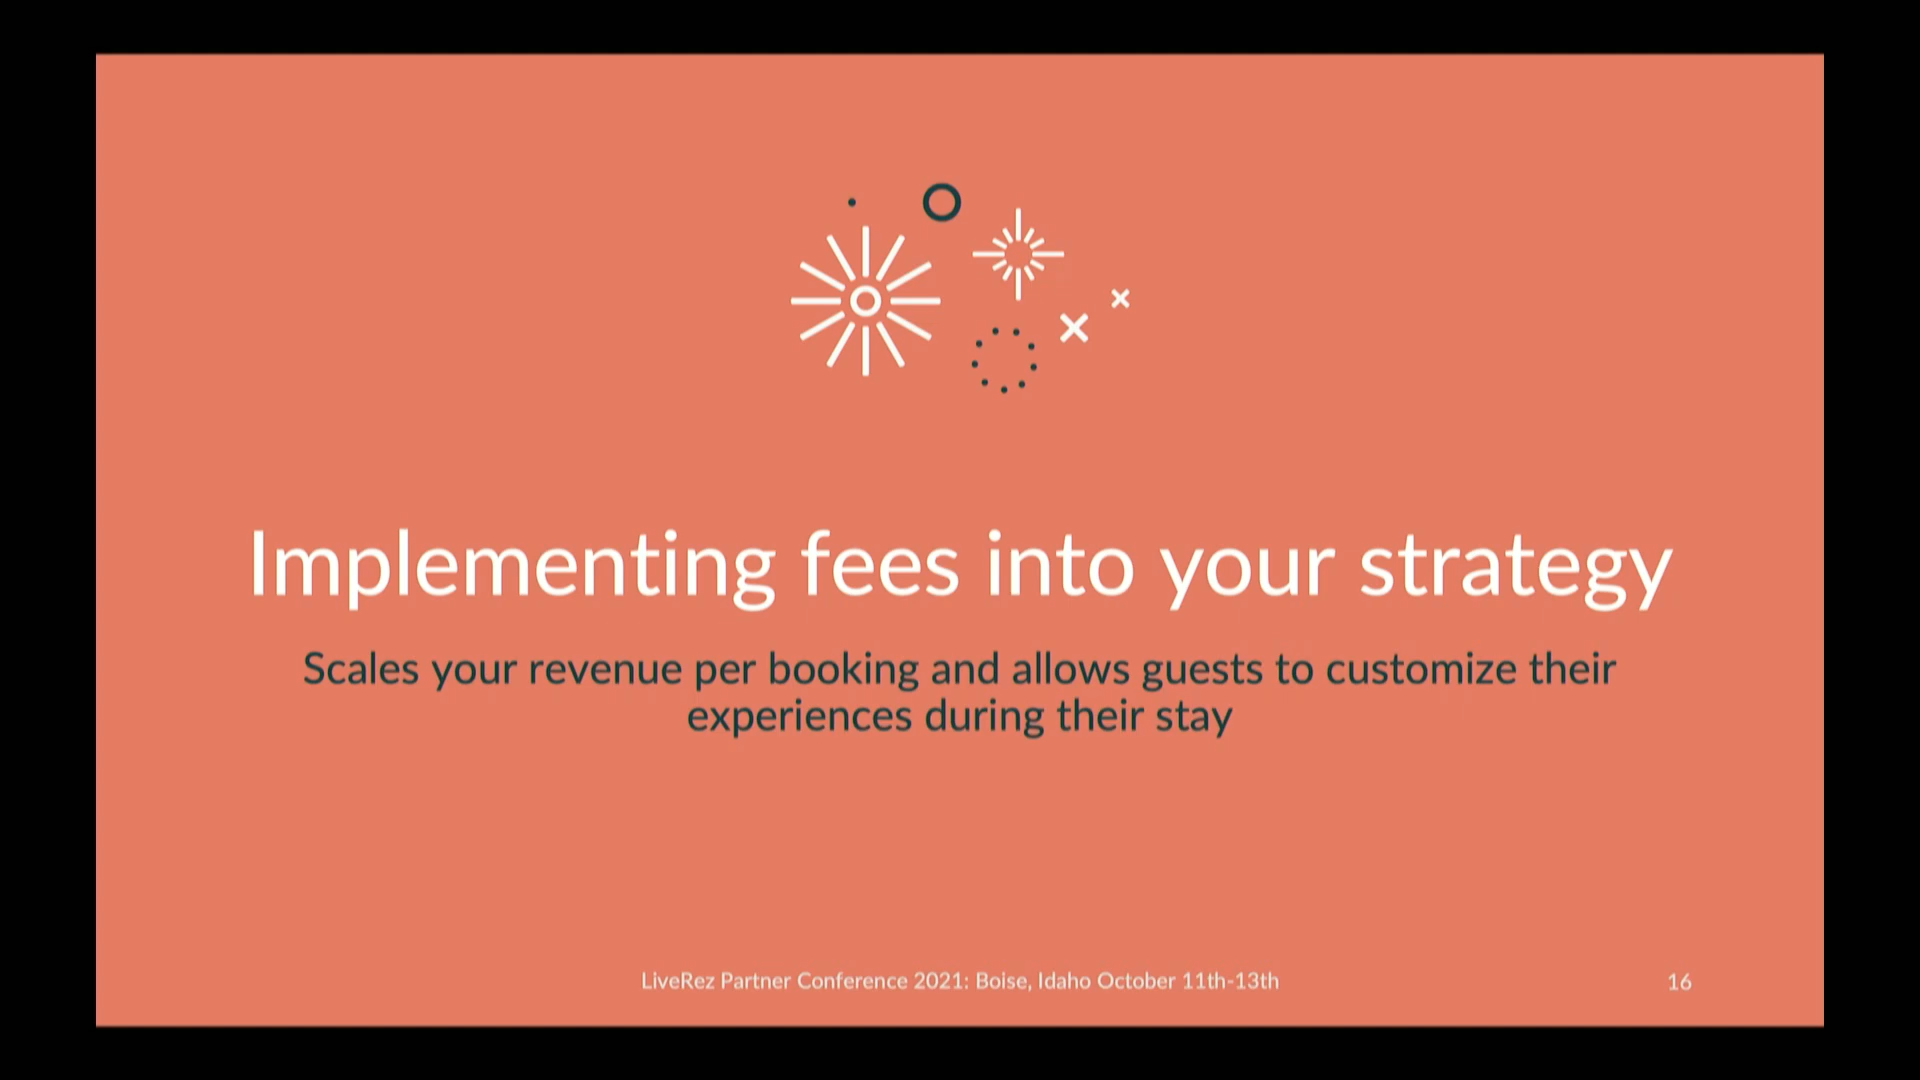 Implementing fees into your strategy
Scales your revenue per booking and allows guests to customize their
experiences during their stay
LiveRez Partner Conference 2021: Boise, Idaho October 11th-13th
16